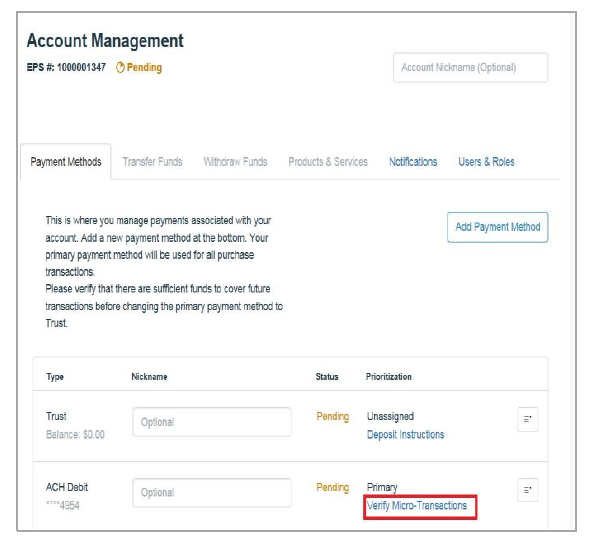 Account Management
EPS #: 1000001347 Pending
Account Nickname (Optional)
Payment Methods Transfer Funds Withdraw Funds Products & Services Notifications Users & Roles
This is where you manage payments associated with your
account. Add a new payment method at the bottom. Your
primary payment method will be used for all purchase
transactions.
Please verify that there are sufficient funds to cover future
transactions before changing the primary payment method to
Trust.
Add Payment Method
Type Nickname Status Prioritization
Trust Optional Pending Unassigned
Balance: $0.00 Deposit Instructions
ACH Debit Optional Pending Primary
****4954 Verify Micro-Transactions